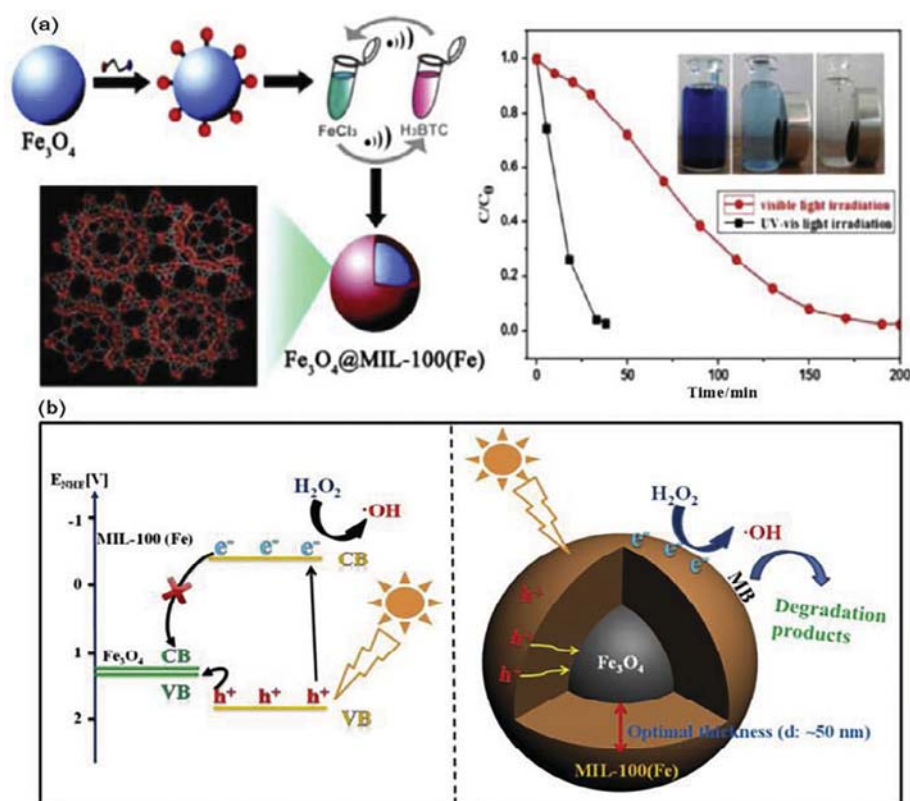 (a)
Fe₃O₄
FeCl₃
H₃BTC
Fe₃O₄@MIL-100(Fe)
C/C₀
1.0
0.8
0.6
0.4
0.2
0.0
visible light irradiation
UV-vis light irradiation
0
50
100
150
200
Time/min
(b)
E_NHE[V]
-1
0
1
2
MIL-100 (Fe)
e⁻ e⁻ e⁻
CB
H₂O₂
·OH
Fe₃O₄
CB
VB
h⁺ h⁺ h⁺
VB
H₂O₂
·OH
e⁻
e⁻
e⁻
MB
Degradation
products
h⁺
h⁺
h⁺
Fe₃O₄
Optimal thickness (d: ~50 nm)
MIL-100(Fe)